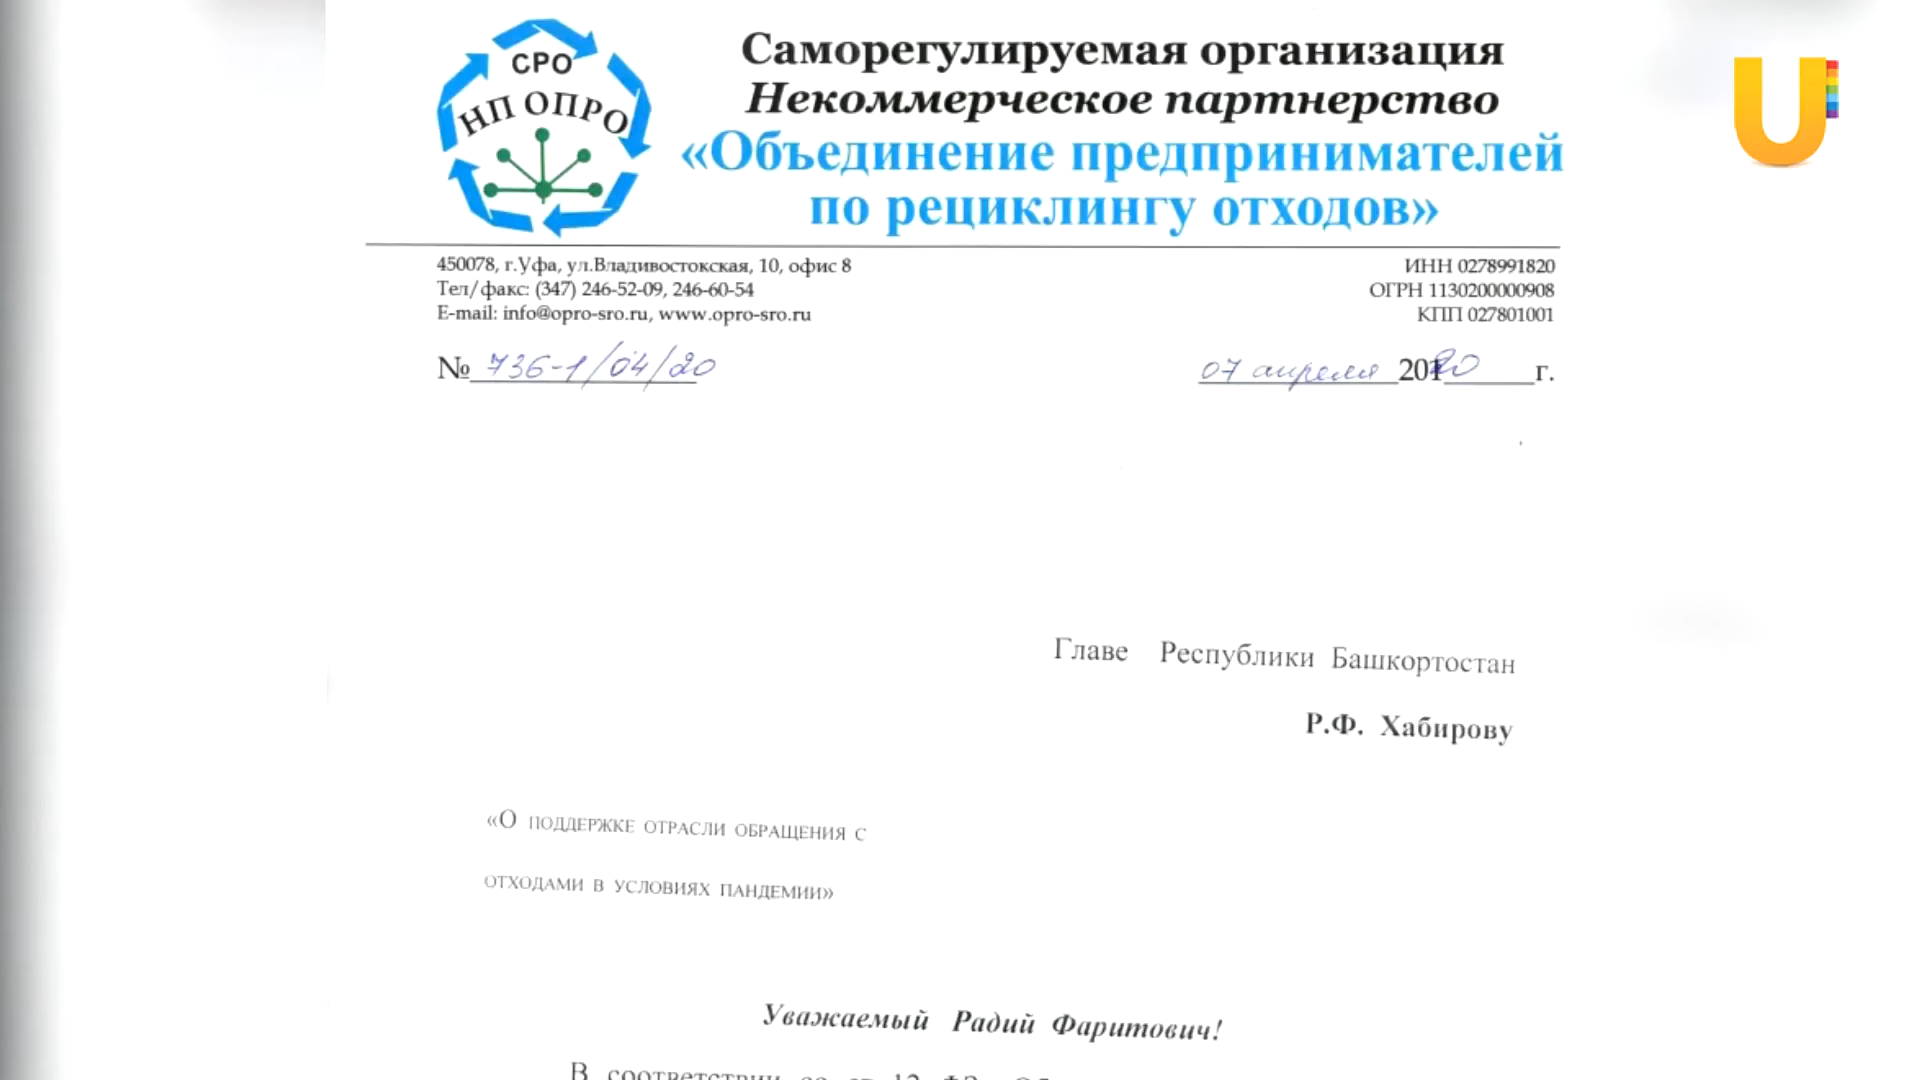 СРО
НП ОПРО
Саморегулируемая организация
Некоммерческое партнерство
«Объединение предпринимателей
по рециклингу отходов»
U
450078, г.Уфа, ул.Владивостокская, 10, офис 8
Тел/факс: (347) 246-52-09, 246-60-54
E-mail: info@opro-sro.ru, www.opro-sro.ru
ИНН 0278991820
ОГРН 1130200000908
КПП 027801001
№ 736-1/04/20
07 апреля 2020 г.
Главе Республики Башкортостан
Р.Ф. Хабирову
«О ПОДДЕРЖКЕ ОТРАСЛИ ОБРАЩЕНИЯ С
ОТХОДАМИ В УСЛОВИЯХ ПАНДЕМИИ»
Уважаемый Радий Фаритович!
В соответствии